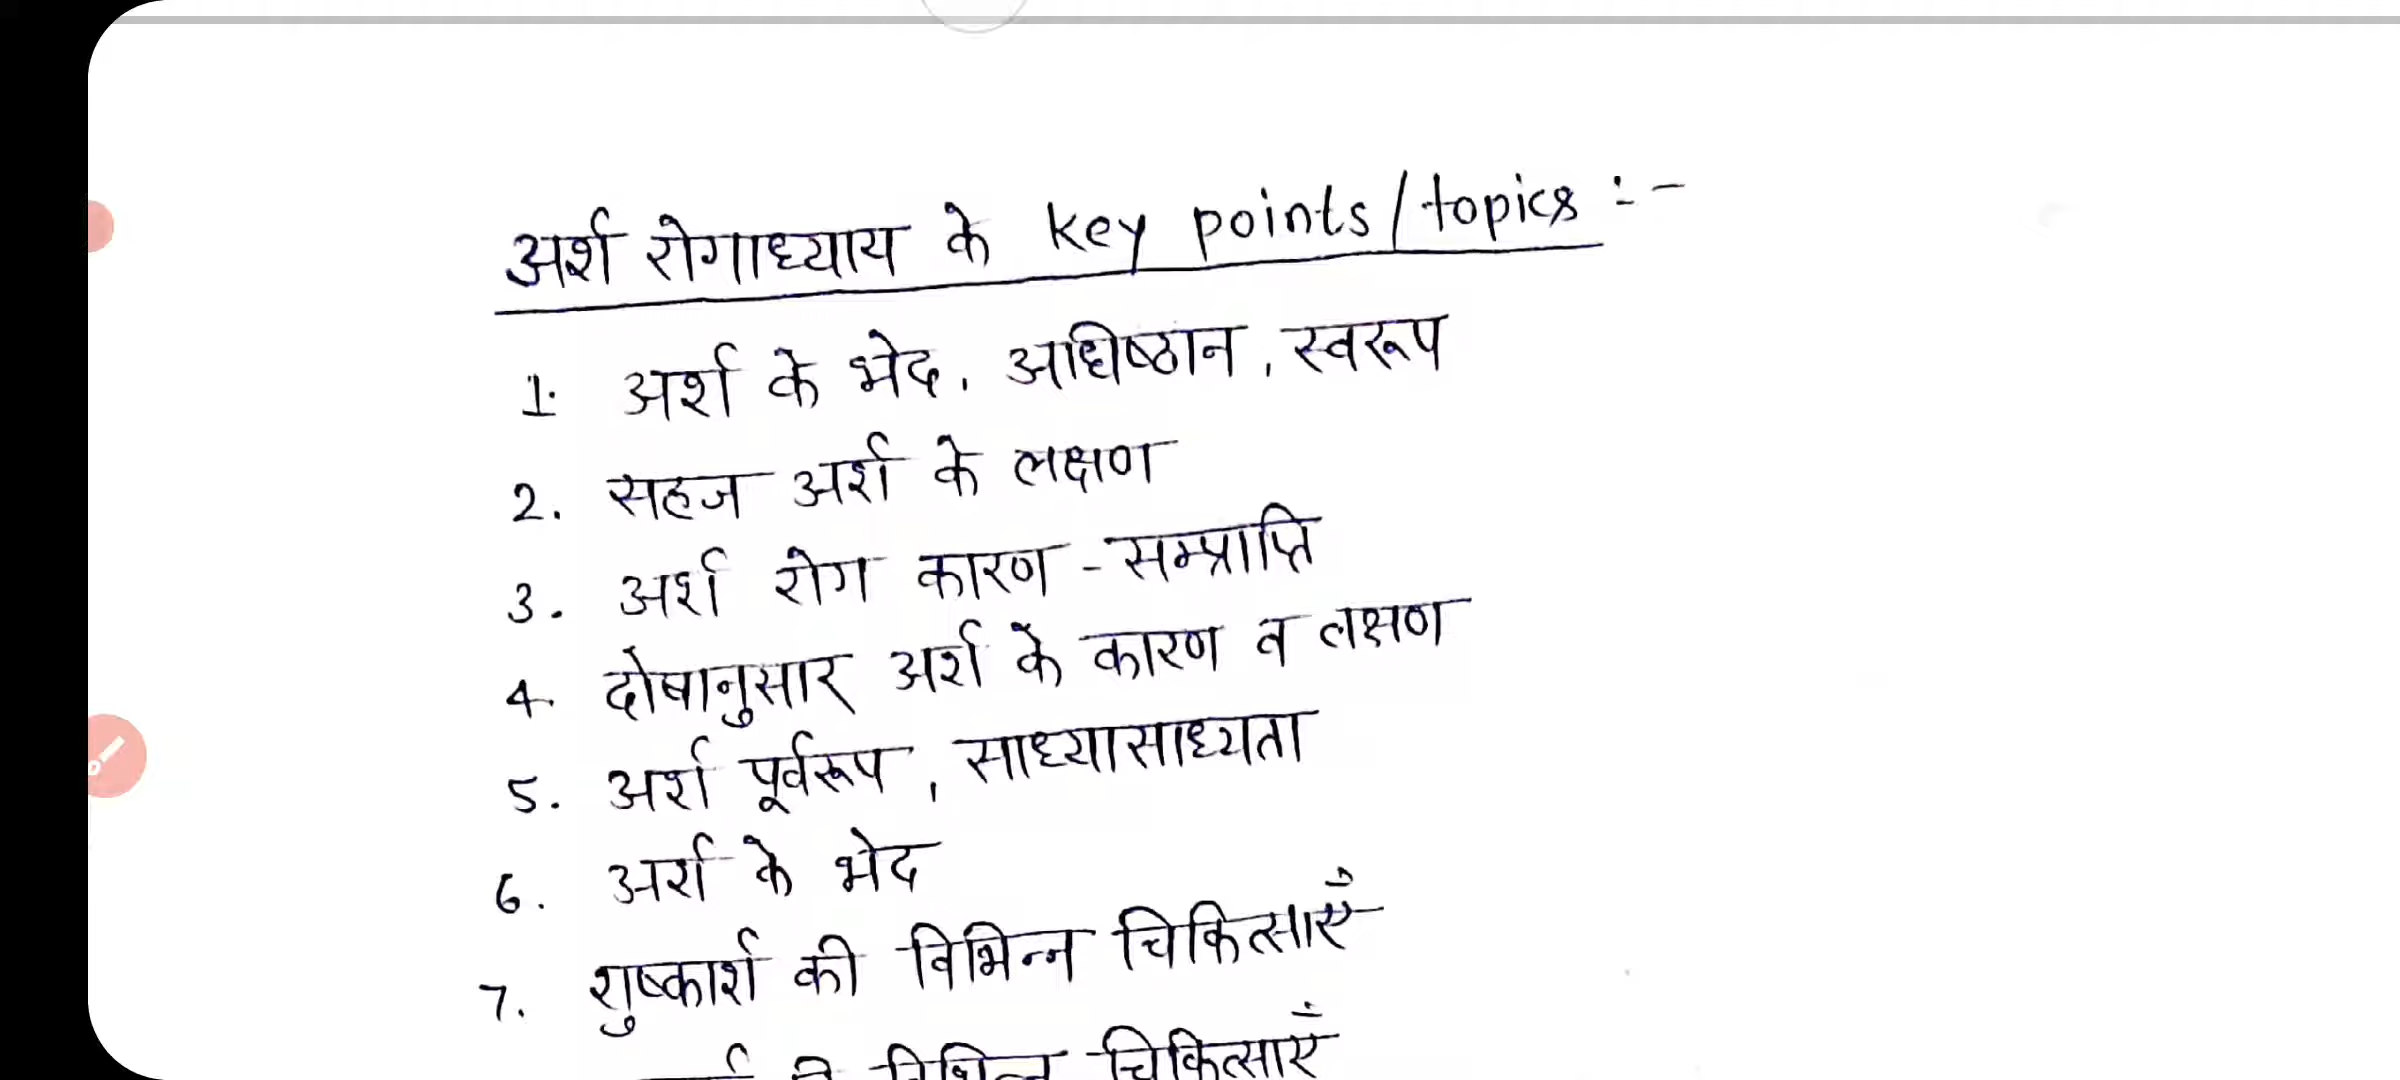 अर्श रोगाध्याय के key points/topics :-
1. अर्श के भेद, अधिष्ठान, स्वरूप
2. सहज अर्श के लक्षण
3. अर्श रोग कारण - सम्प्राप्ति
4. दोषानुसार अर्श के कारण व लक्षण
5. अर्श पूर्वरूप, साध्यासाध्यता
6. अर्श के भेद
7. शुष्कार्श की विभिन्न चिकित्साएँ
विभिन्न चिकित्साएँ